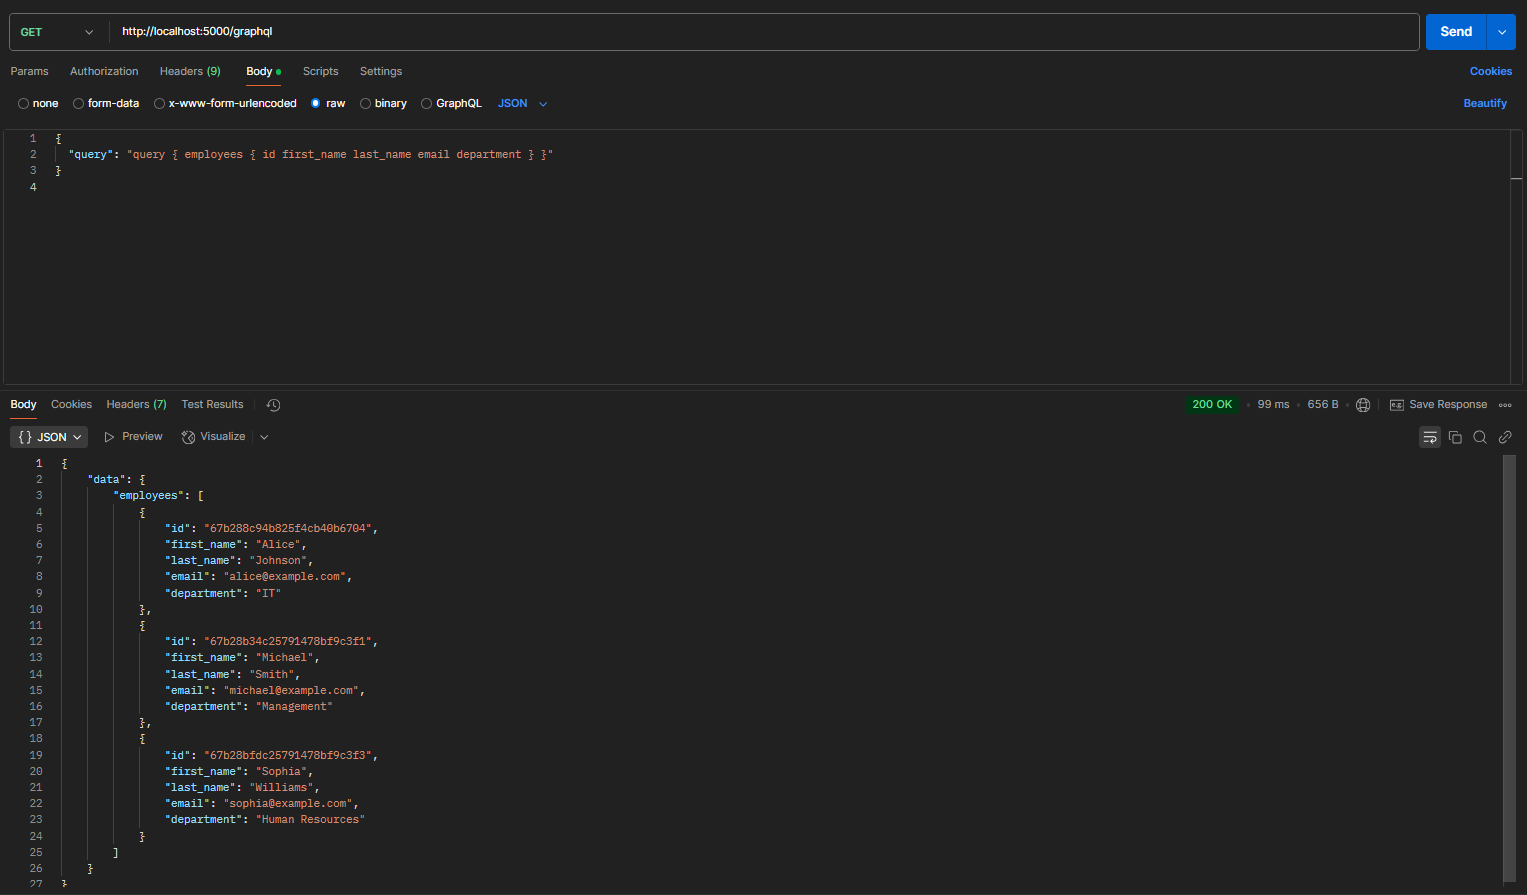 GET http://localhost:5000/graphql Send
Params Authorization Headers (9) Body Scripts Settings Cookies
none form-data x-www-form-urlencoded raw binary GraphQL JSON Beautify
1 {
2 "query": "query { employees { id first_name last_name email department } }"
3 }
4
Body Cookies Headers (7) Test Results 200 OK 99 ms 656 B Save Response
{} JSON Preview Visualize
1 {
2 "data": {
3 "employees": [
4 {
5 "id": "67b288c94b825f4cb40b6704",
6 "first_name": "Alice",
7 "last_name": "Johnson",
8 "email": "alice@example.com",
9 "department": "IT"
10 },
11 {
12 "id": "67b28b34c25791478bf9c3f1",
13 "first_name": "Michael",
14 "last_name": "Smith",
15 "email": "michael@example.com",
16 "department": "Management"
17 },
18 {
19 "id": "67b28bfdc25791478bf9c3f3",
20 "first_name": "Sophia",
21 "last_name": "Williams",
22 "email": "sophia@example.com",
23 "department": "Human Resources"
24 }
25 ]
26 }
27 }